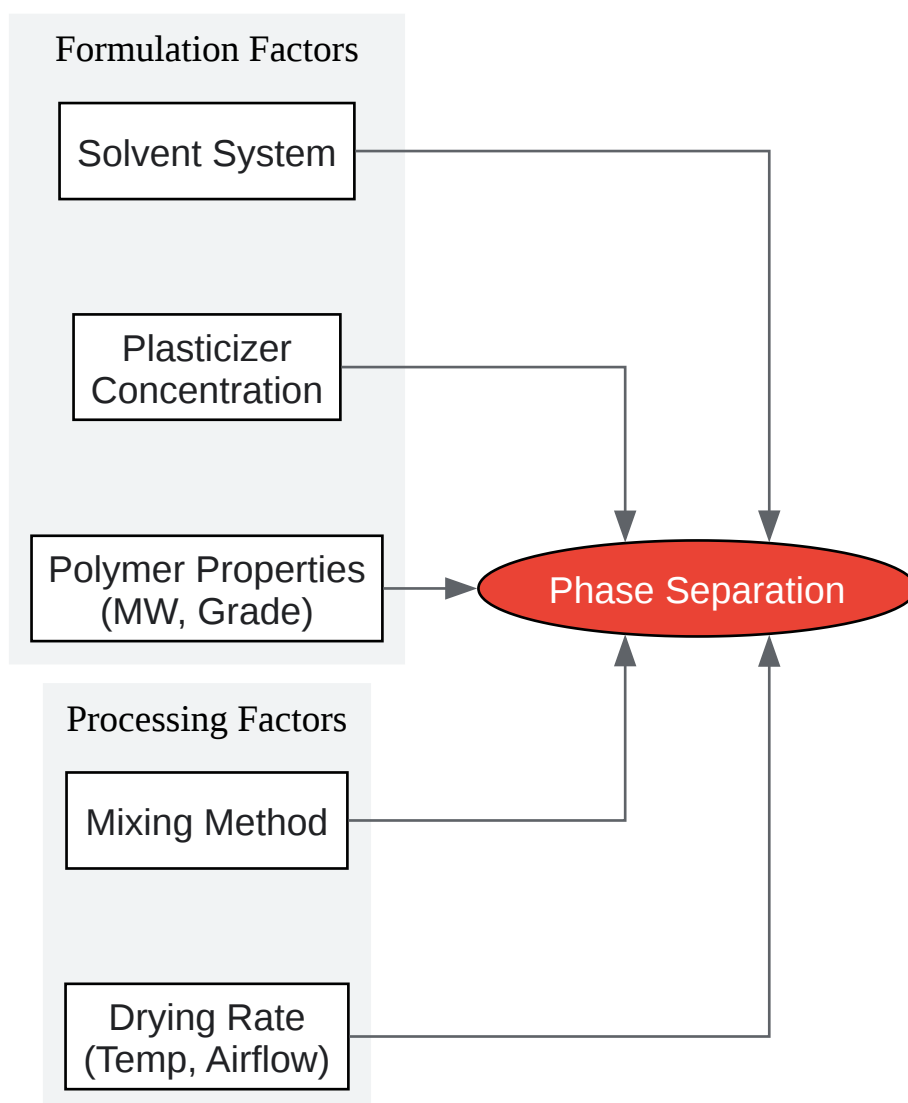 Formulation Factors
Solvent System
Plasticizer
Concentration
Polymer Properties
(MW, Grade)
Phase Separation
Processing Factors
Mixing Method
Drying Rate
(Temp, Airflow)